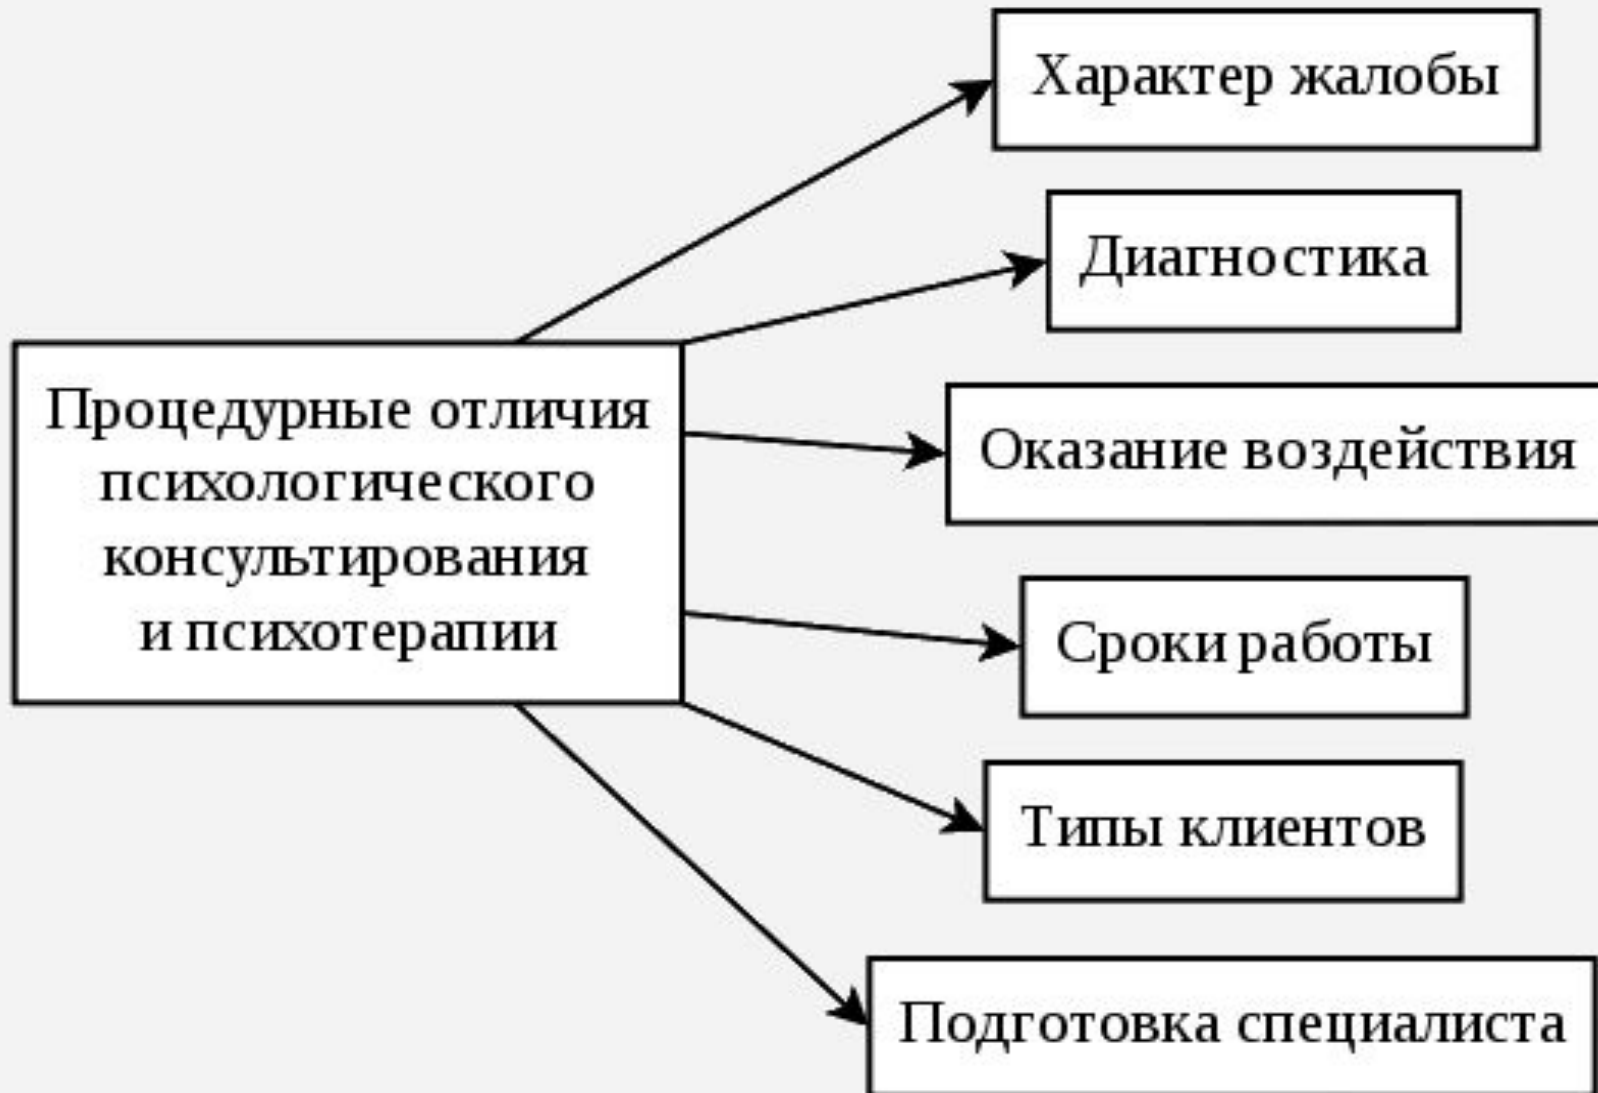 Характер жалобы
Диагностика
Процедурные отличия
психологического
консультирования
и психотерапии
Оказание воздействия
Сроки работы
Типы клиентов
Подготовка специалиста